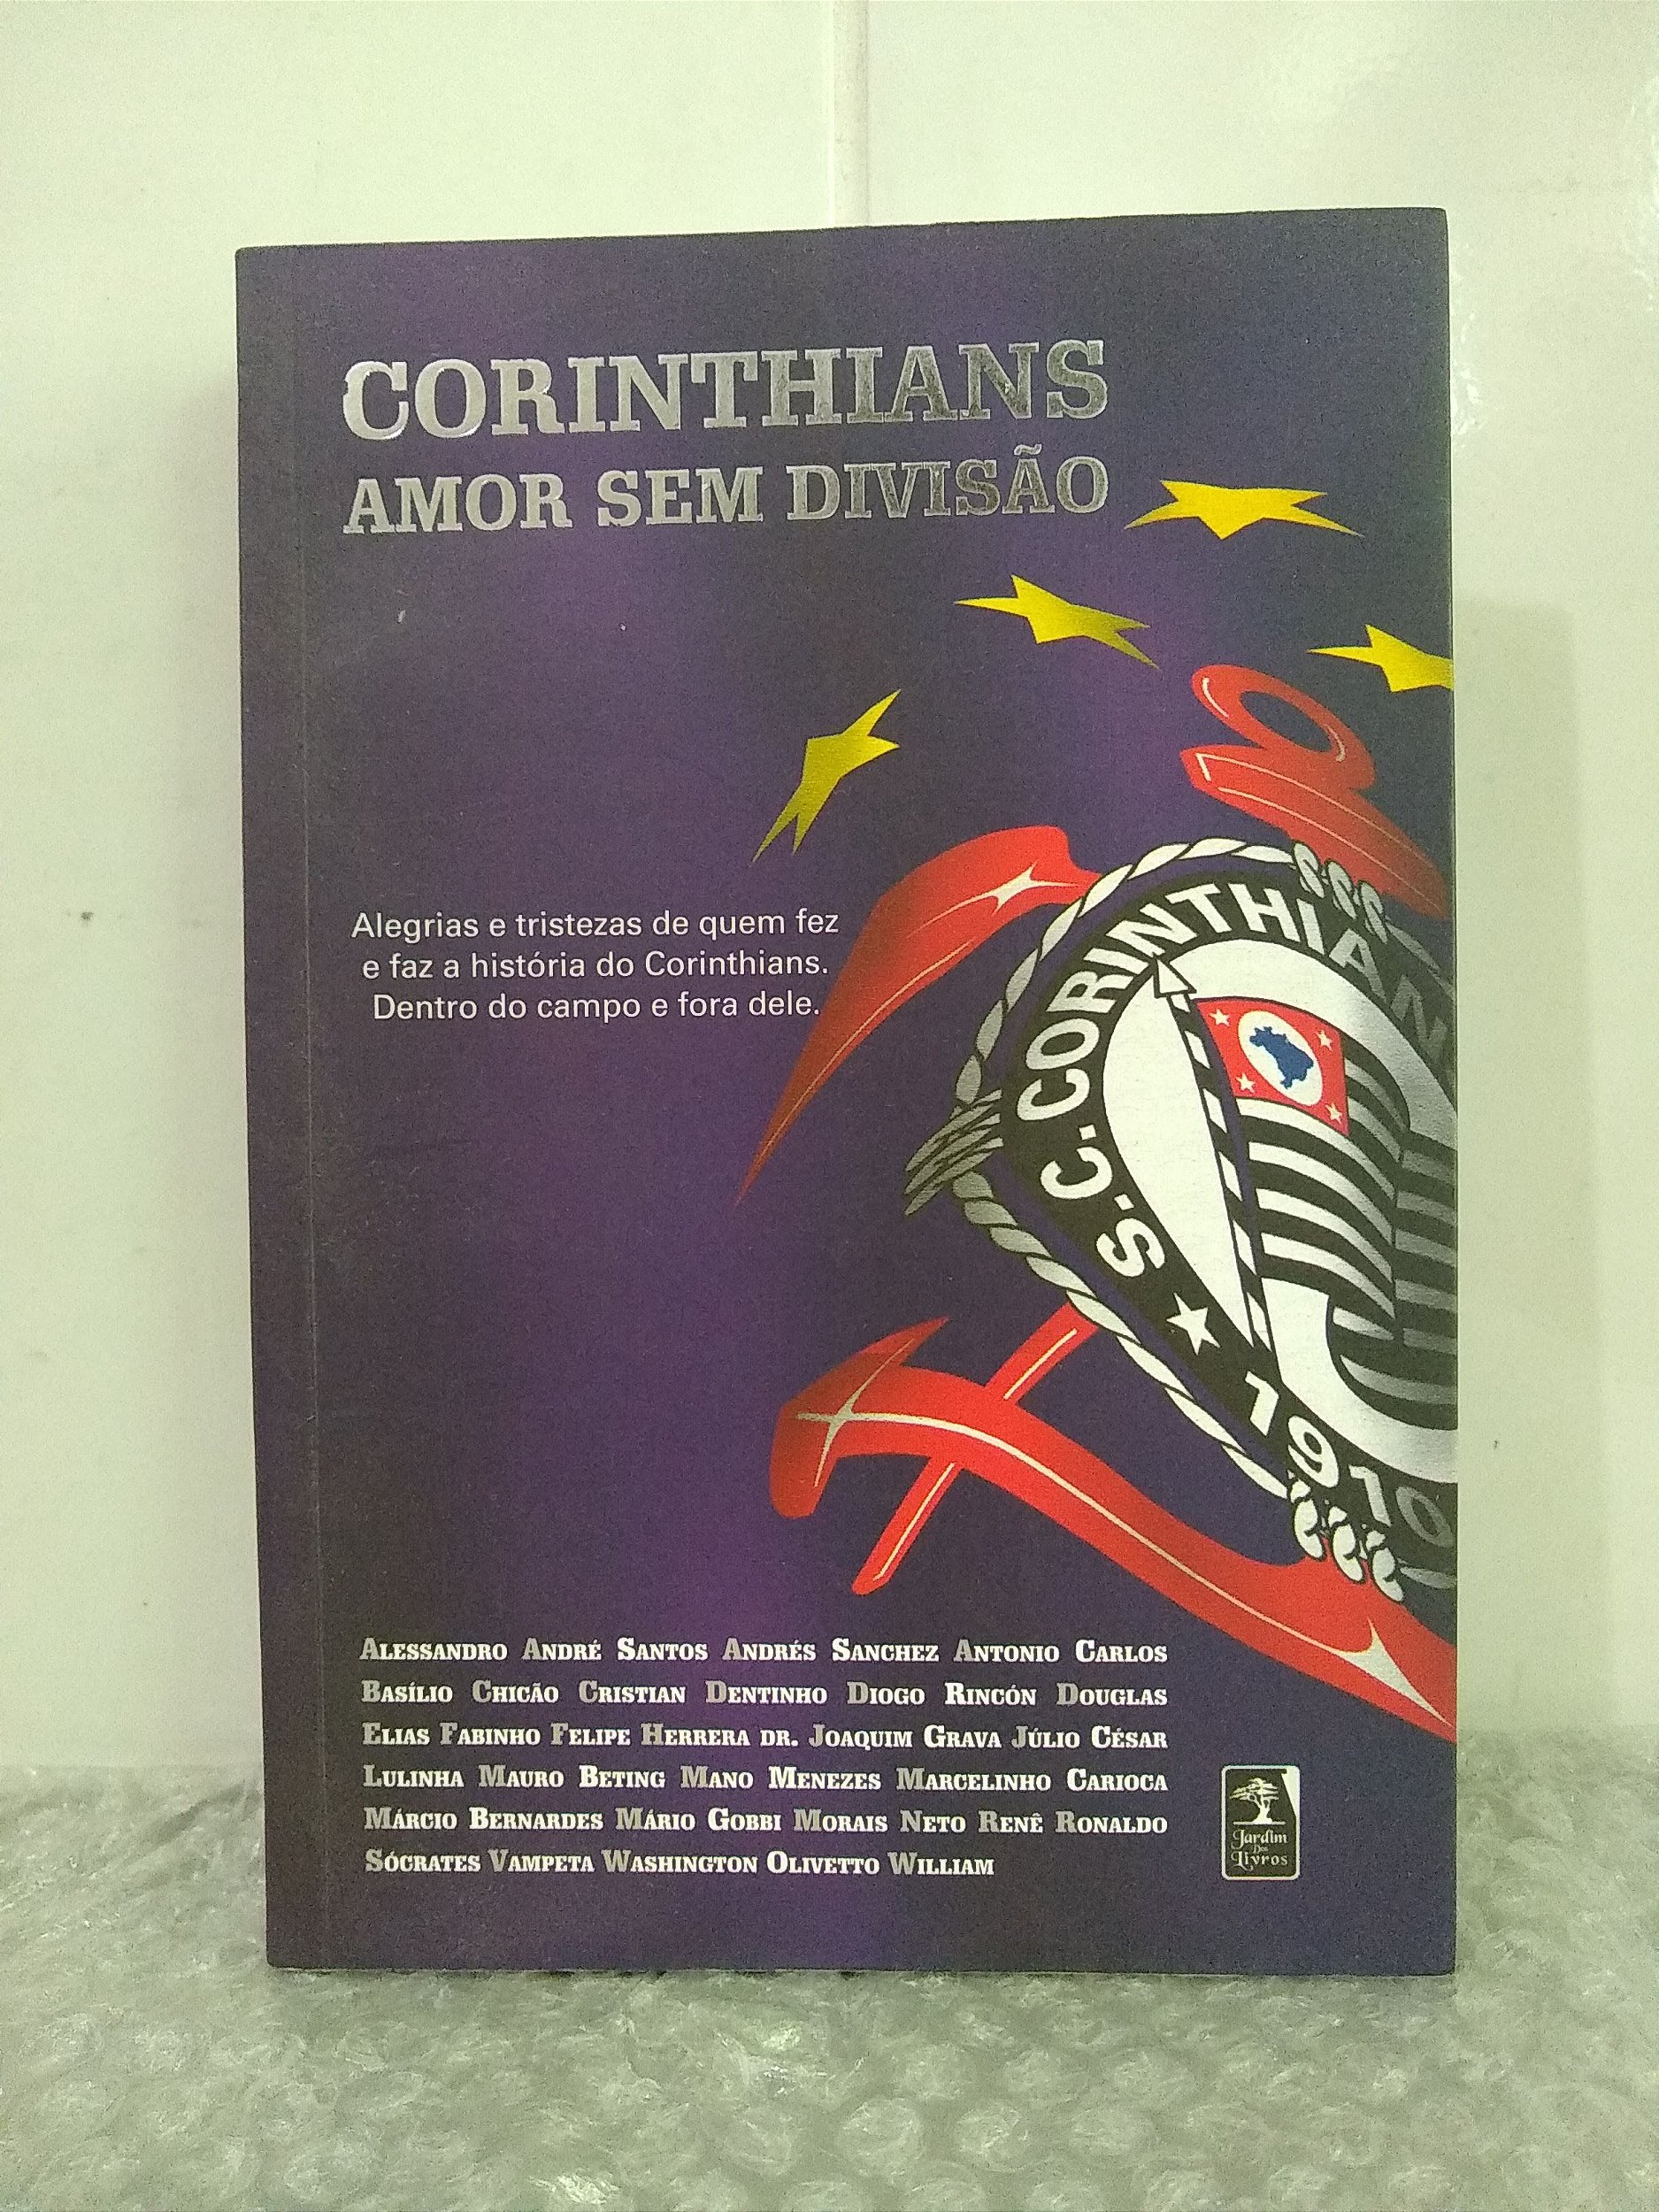 CORINTHIANS
AMOR SEM DIVISÃO
Alegrias e tristezas de quem fez
e faz a história do Corinthians.
Dentro do campo e fora dele.
S.C. CORINTHIAN
1910
ALESSANDRO ANDRÉ SANTOS ANDRÉS SANCHEZ ANTONIO CARLOS
BASÍLIO CHICÃO CRISTIAN DENTINHO DIOGO RINCÓN DOUGLAS
ELIAS FABINHO FELIPE HERRERA DR. JOAQUIM GRAVA JÚLIO CÉSAR
LULINHA MAURO BETING MANO MENEZES MARCELINHO CARIOCA
MÁRCIO BERNARDES MÁRIO GOBBI MORAIS NETO RENÊ RONALDO
SÓCRATES VAMPETA WASHINGTON OLIVETTO WILLIAM
Jardim
Dos
Livros